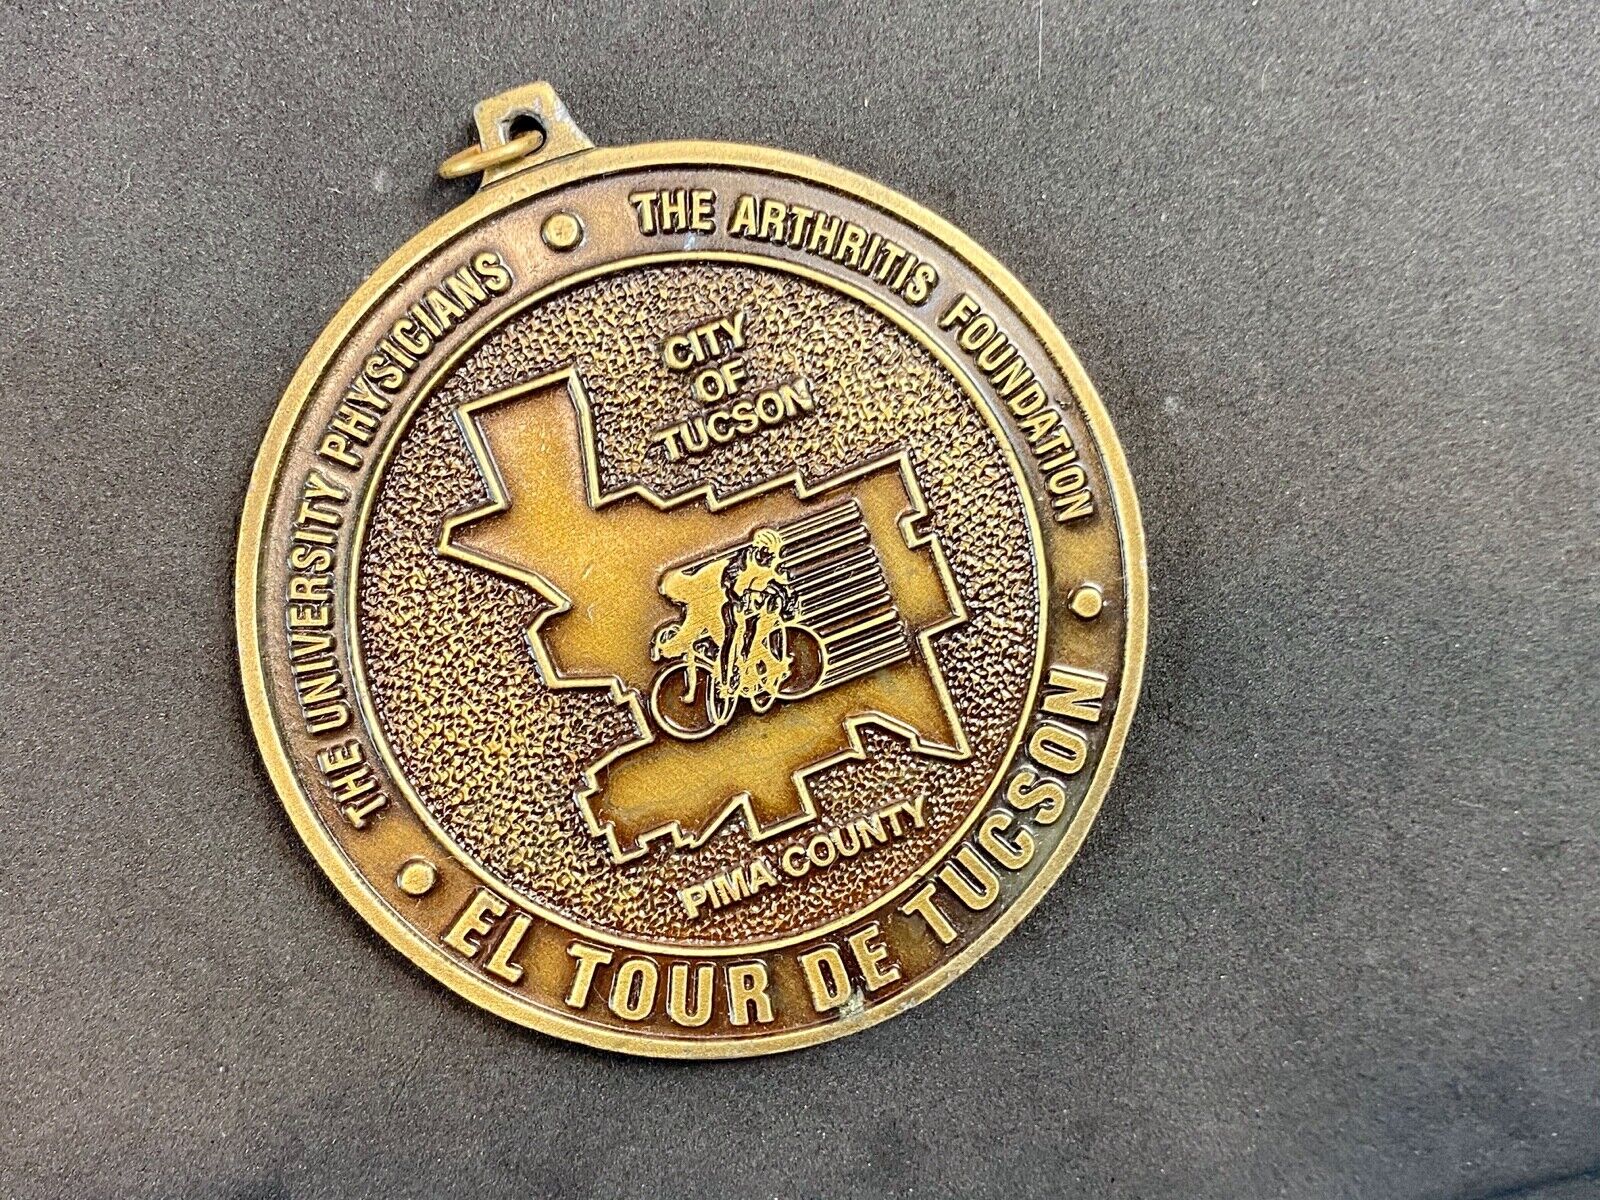 THE UNIVERSITY PHYSICIANS • THE ARTHRITIS FOUNDATION •
CITY
OF
TUCSON
PIMA COUNTY
EL TOUR DE TUCSON •